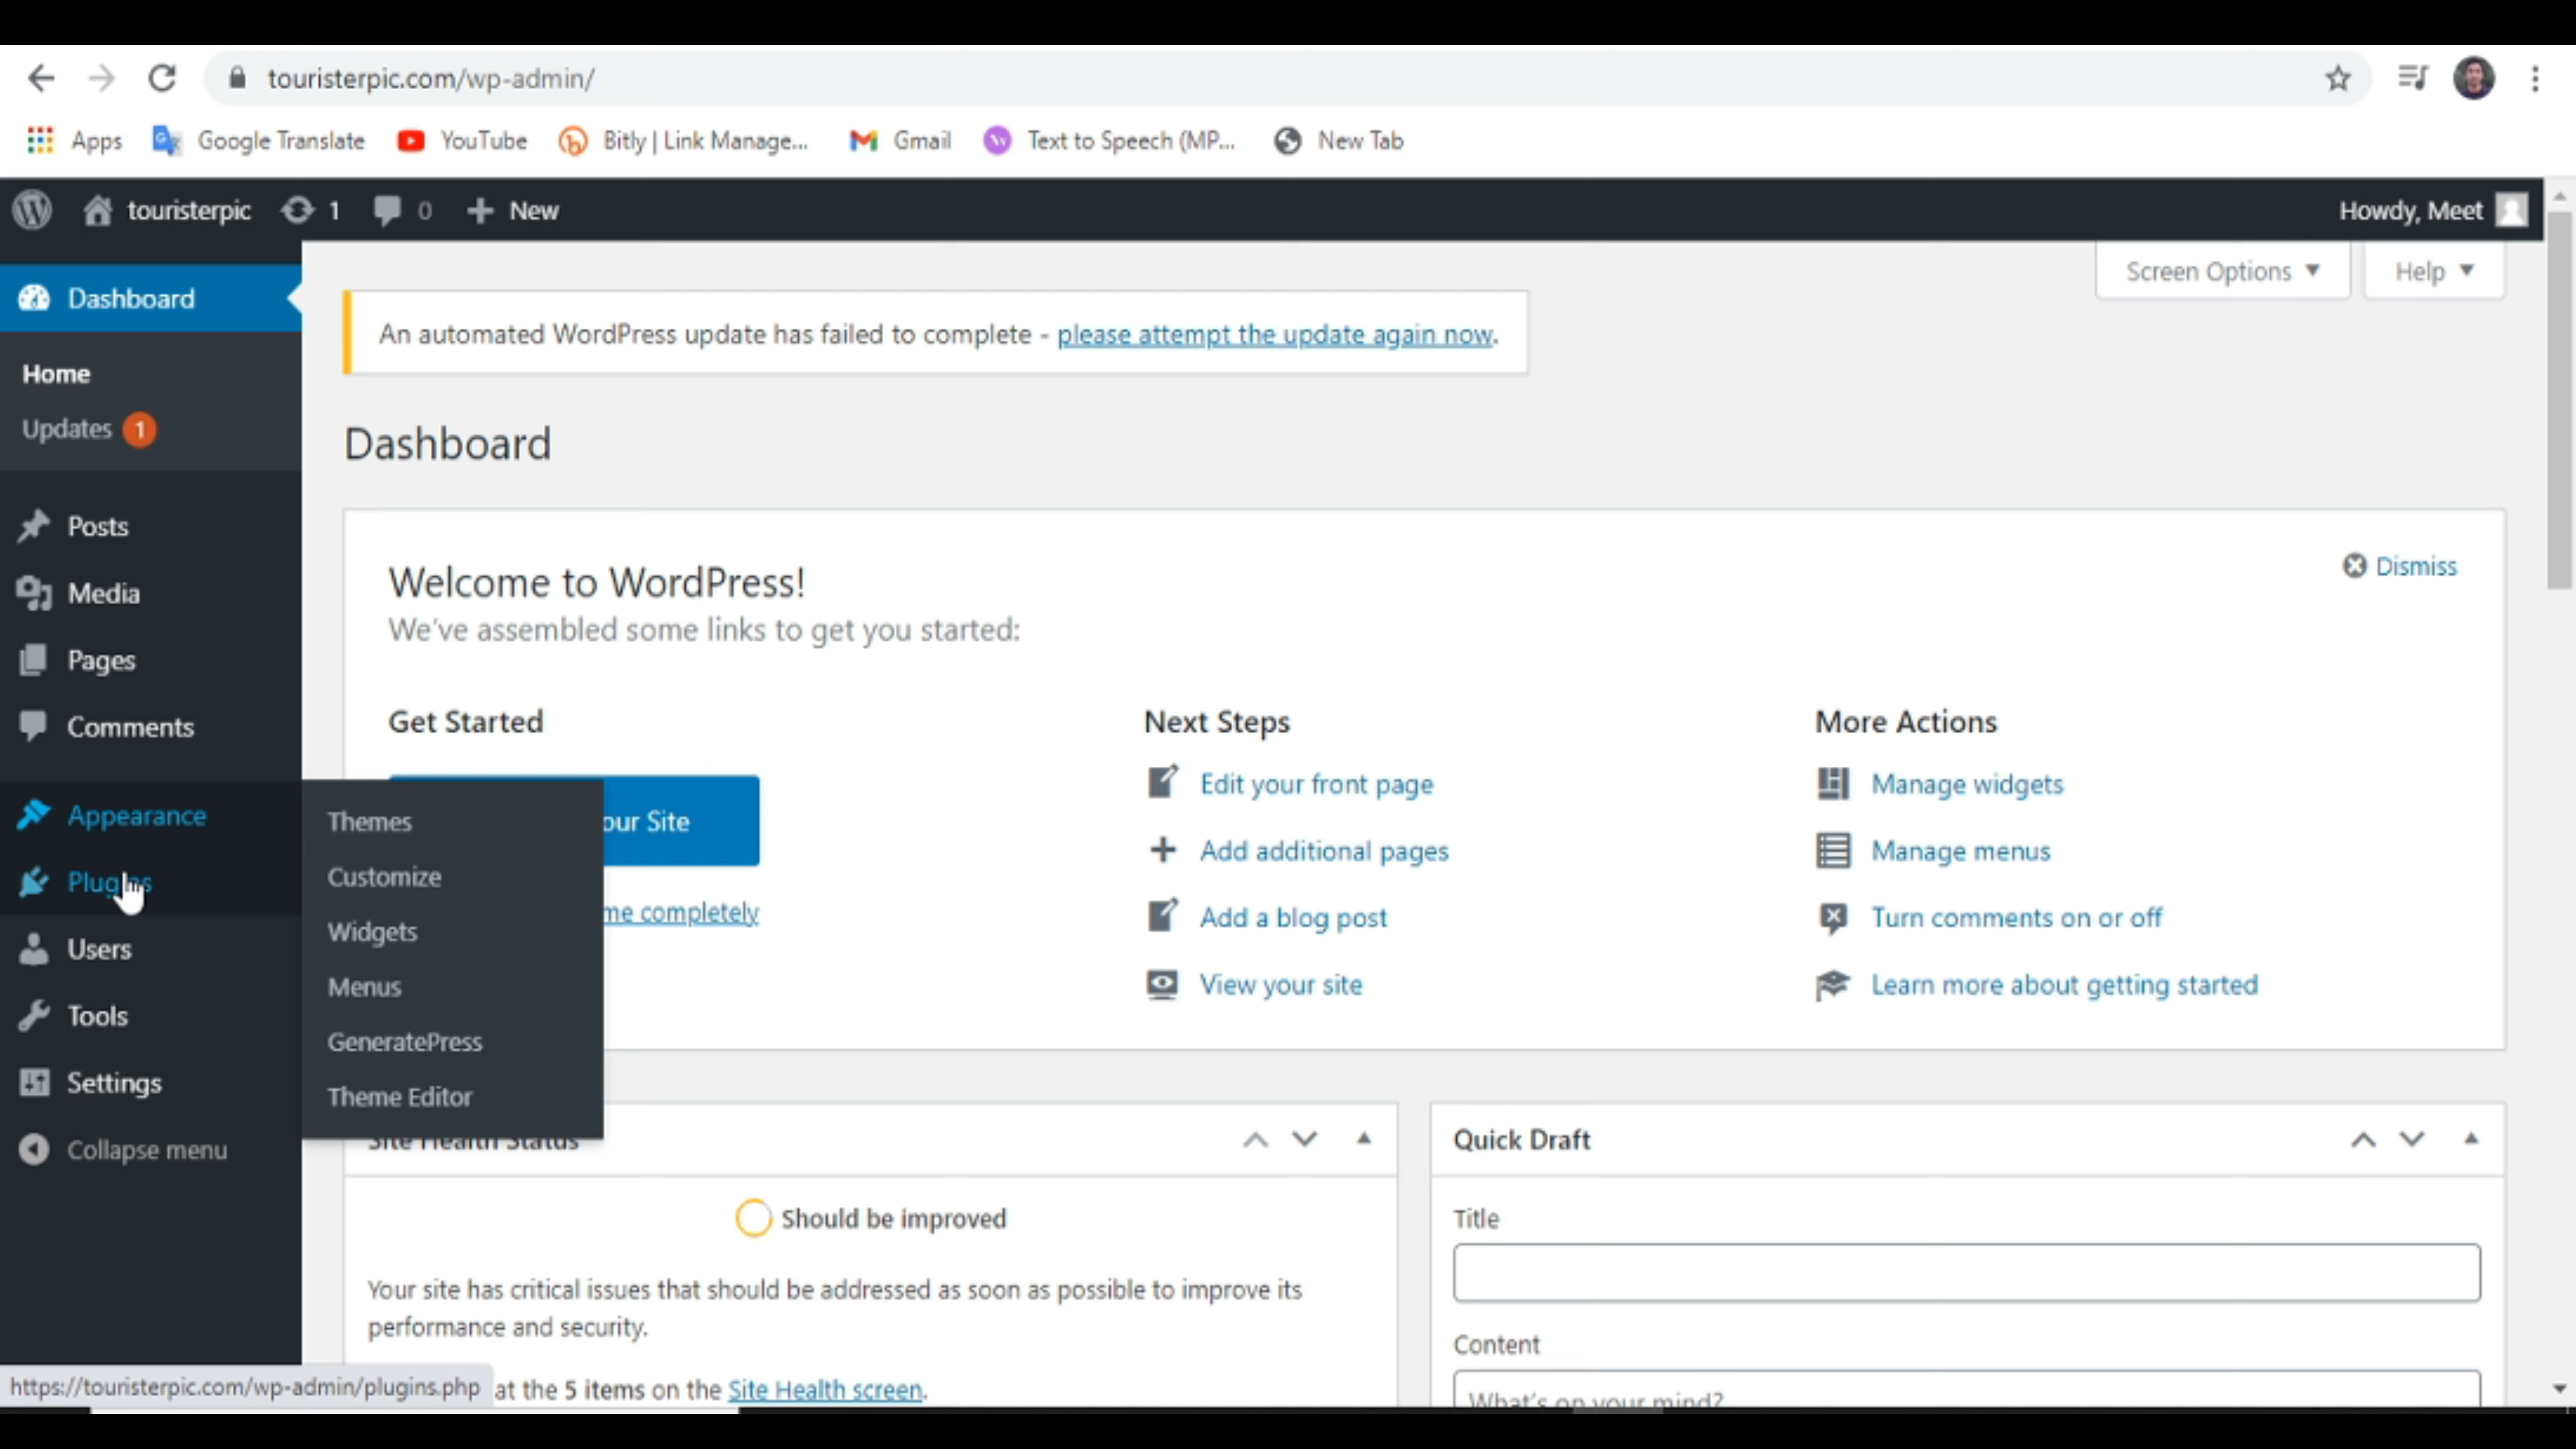 touristerpic.com/wp-admin/
Apps Google Translate YouTube Bitly | Link Manage... Gmail Text to Speech (MP... New Tab
touristerpic 1 0 New Howdy, Meet
Screen Options Help
Dashboard
Home
Updates 1
Posts
Media
Pages
Comments
Appearance
Plugins
Users
Tools
Settings
Collapse menu
Themes
Customize
Widgets
Menus
GeneratePress
Theme Editor
An automated WordPress update has failed to complete - please attempt the update again now.
Dashboard
Welcome to WordPress!
Dismiss
We've assembled some links to get you started:
Get Started
our Site
me completely
Next Steps
Edit your front page
Add additional pages
Add a blog post
View your site
More Actions
Manage widgets
Manage menus
Turn comments on or off
Learn more about getting started
Site Health Status
Should be improved
Your site has critical issues that should be addressed as soon as possible to improve its
performance and security.
at the 5 items on the Site Health screen.
Quick Draft
Title
Content
What's on your mind?
https://touristerpic.com/wp-admin/plugins.php